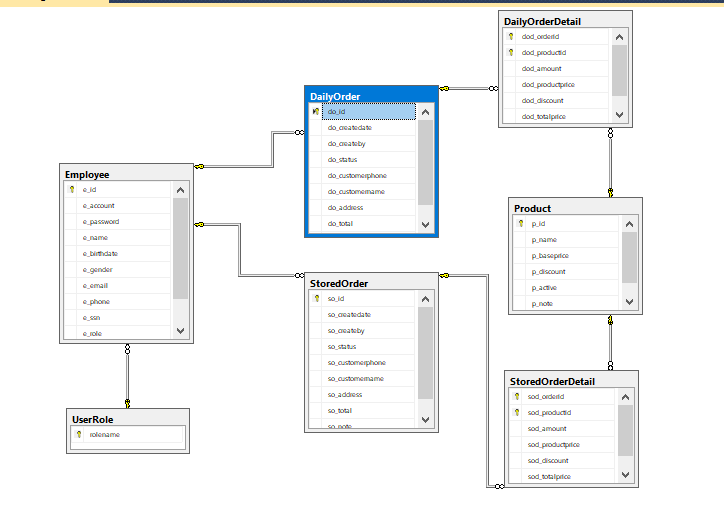 DailyOrderDetail
dod_orderId
dod_productid
dod_amount
dod_productprice
dod_discount
dod_totalprice
DailyOrder
do_id
do_createdate
do_createby
do_status
do_customerphone
do_customername
do_address
do_total
Employee
e_id
e_account
e_password
e_name
e_birthdate
e_gender
e_email
e_phone
e_ssn
e_role
Product
p_id
p_name
p_baseprice
p_discount
p_active
p_note
StoredOrder
so_id
so_createdate
so_createby
so_status
so_customerphone
so_customername
so_address
so_total
so_note
StoredOrderDetail
sod_orderId
sod_productid
sod_amount
sod_productprice
sod_discount
sod_totalprice
UserRole
rolename